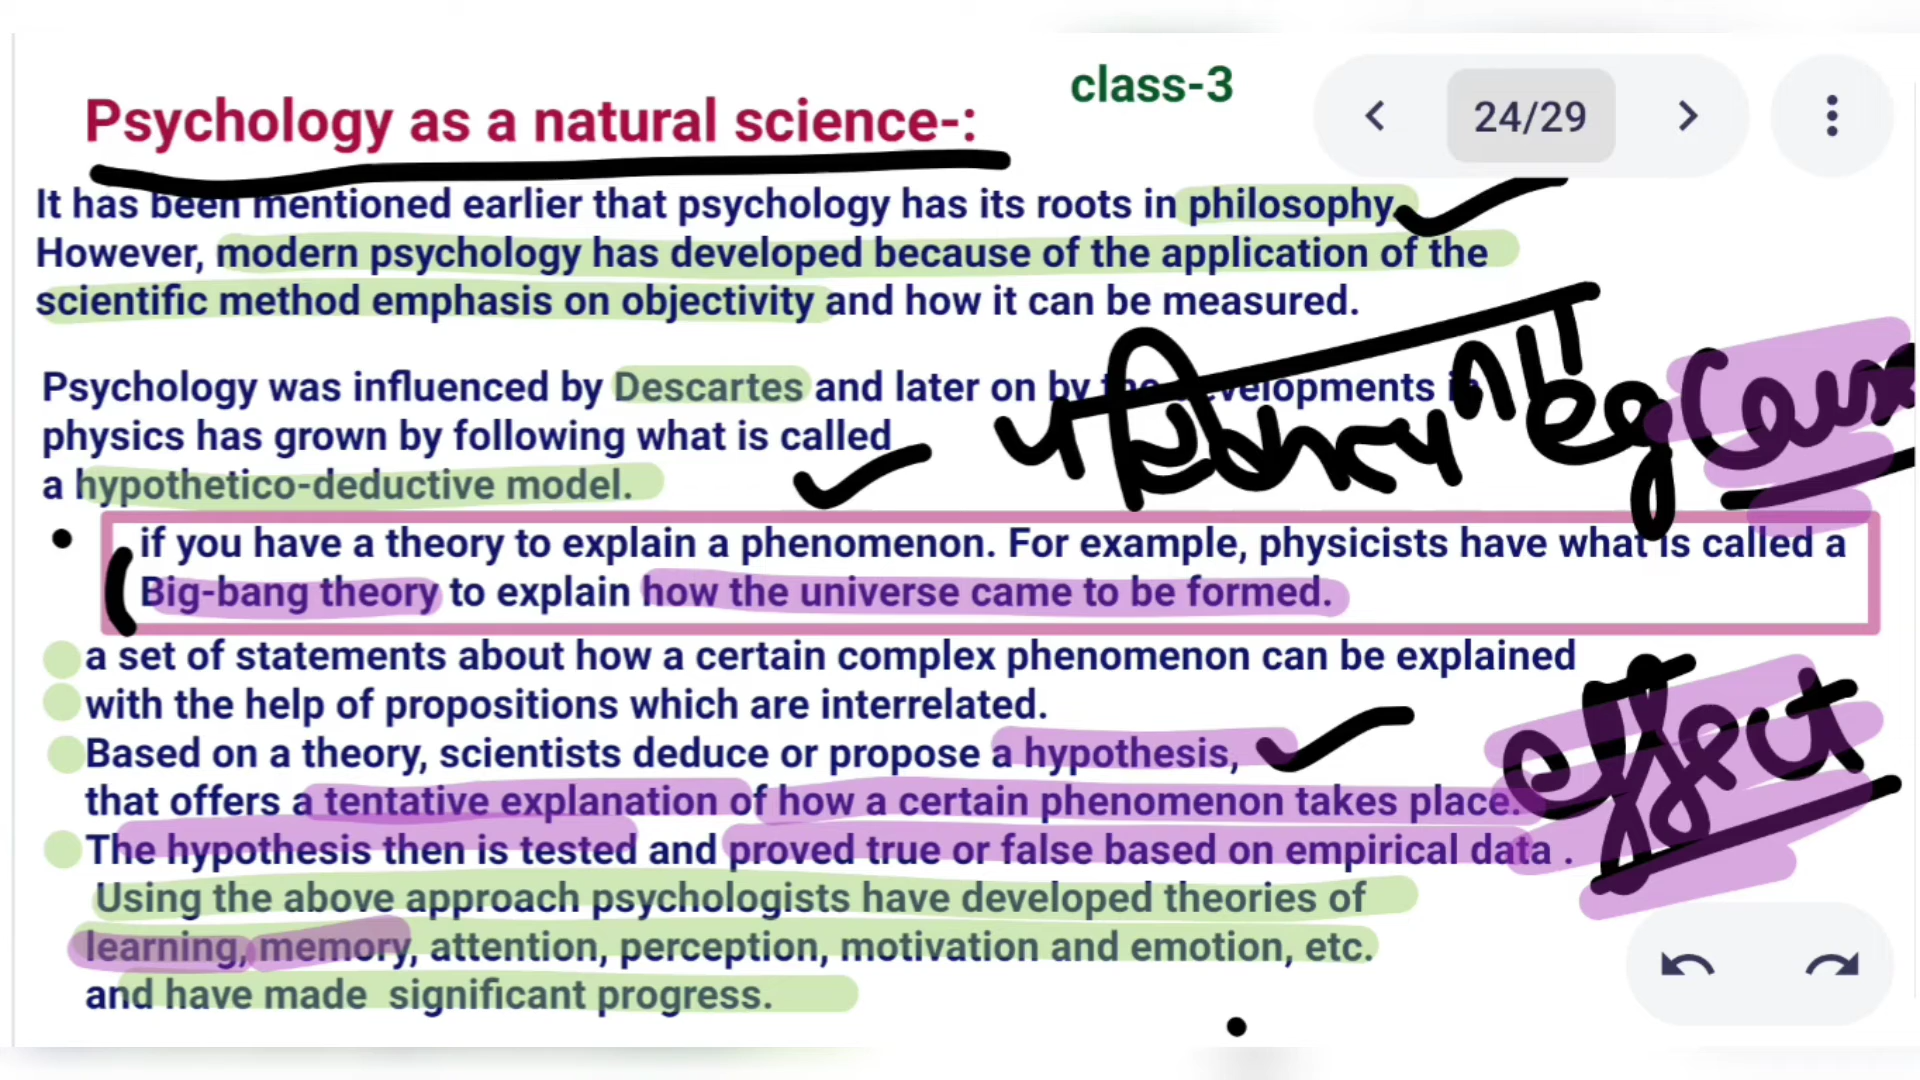 class-3
Psychology as a natural science-:
24/29
It has been mentioned earlier that psychology has its roots in philosophy
However, modern psychology has developed because of the application of the
scientific method emphasis on objectivity and how it can be measured.
Psychology was influenced by Descartes and later on by the developments in
physics has grown by following what is called
a hypothetico-deductive model.
परिकल्पना
Cause
if you have a theory to explain a phenomenon. For example, physicists have what is called a
Big-bang theory to explain how the universe came to be formed.
a set of statements about how a certain complex phenomenon can be explained
with the help of propositions which are interrelated.
Based on a theory, scientists deduce or propose a hypothesis,
that offers a tentative explanation of how a certain phenomenon takes place.
effect
The hypothesis then is tested and proved true or false based on empirical data .
Using the above approach psychologists have developed theories of
learning, memory, attention, perception, motivation and emotion, etc.
and have made significant progress.